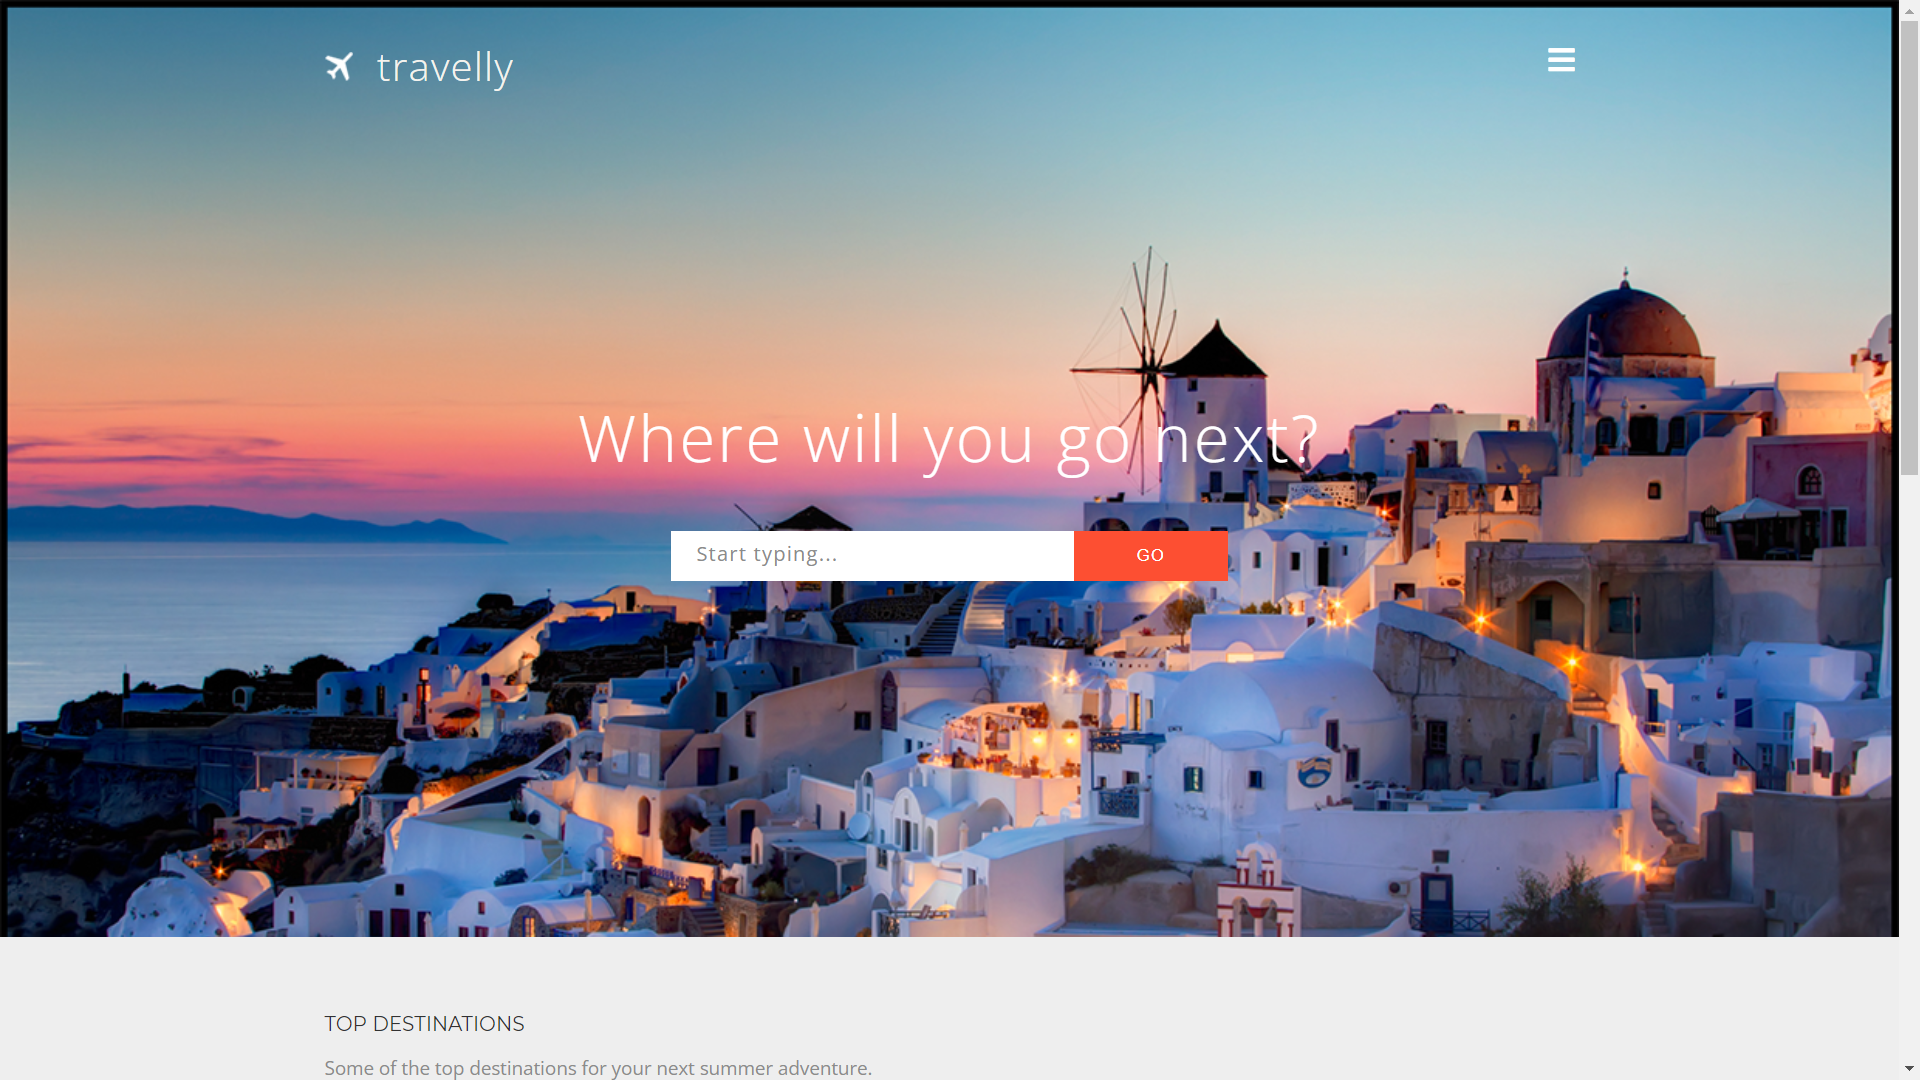 travelly
Where will you go next?
Start typing...
GO
TOP DESTINATIONS
Some of the top destinations for your next summer adventure.